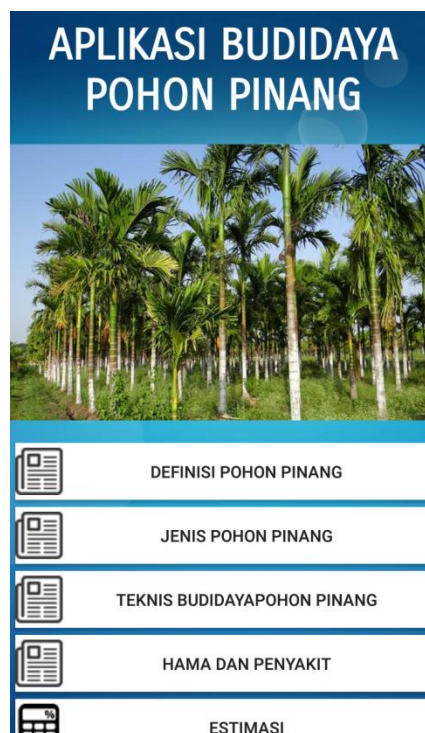 APLIKASI BUDIDAYA
POHON PINANG
DEFINISI POHON PINANG
JENIS POHON PINANG
TEKNIS BUDIDAYAPOHON PINANG
HAMA DAN PENYAKIT
%
ESTIMASI